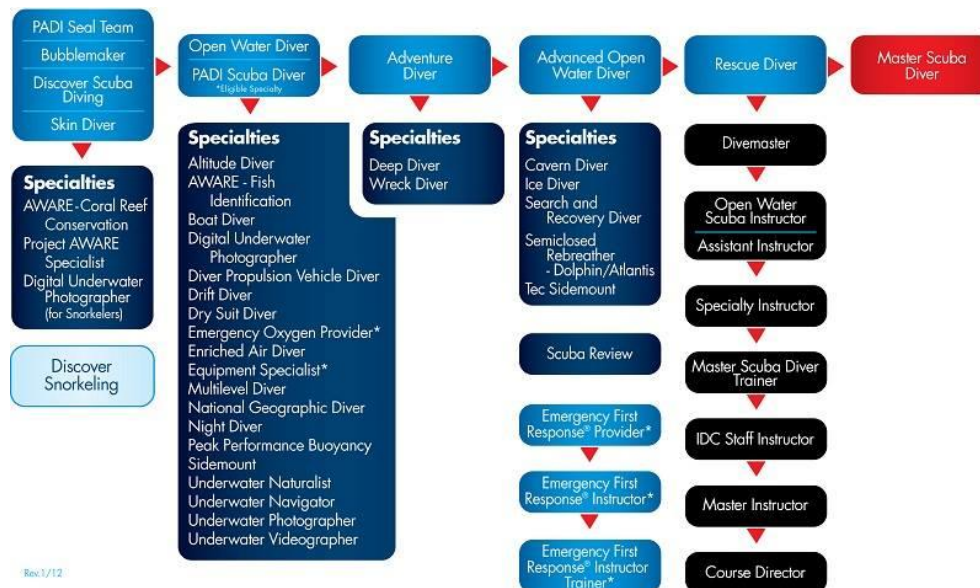 PADI Seal Team
Bubblemaker
Discover Scuba
Diving
Skin Diver
Specialties
AWARE-Coral Reef
Conservation
Project AWARE
Specialist
Digital Underwater
Photographer
(for Snorkelers)
Discover
Snorkeling
Open Water Diver
PADI Scuba Diver
*Eligible Specialty
Specialties
Altitude Diver
AWARE - Fish
Identification
Boat Diver
Digital Underwater
Photographer
Diver Propulsion Vehicle Diver
Drift Diver
Dry Suit Diver
Emergency Oxygen Provider*
Enriched Air Diver
Equipment Specialist*
Multilevel Diver
National Geographic Diver
Night Diver
Peak Performance Buoyancy
Sidemount
Underwater Naturalist
Underwater Navigator
Underwater Photographer
Underwater Videographer
Adventure
Diver
Specialties
Deep Diver
Wreck Diver
Advanced Open
Water Diver
Specialties
Cavern Diver
Ice Diver
Search and
Recovery Diver
Semiclosed
Rebreather
- Dolphin/Atlantis
Tec Sidemount
Scuba Review
Emergency First
Response® Provider*
Emergency First
Response® Instructor*
Emergency First
Response® Instructor
Trainer*
Rescue Diver
Divemaster
Open Water
Scuba Instructor
Assistant Instructor
Specialty Instructor
Master Scuba Diver
Trainer
IDC Staff Instructor
Master Instructor
Course Director
Master Scuba
Diver
Rev.1/12